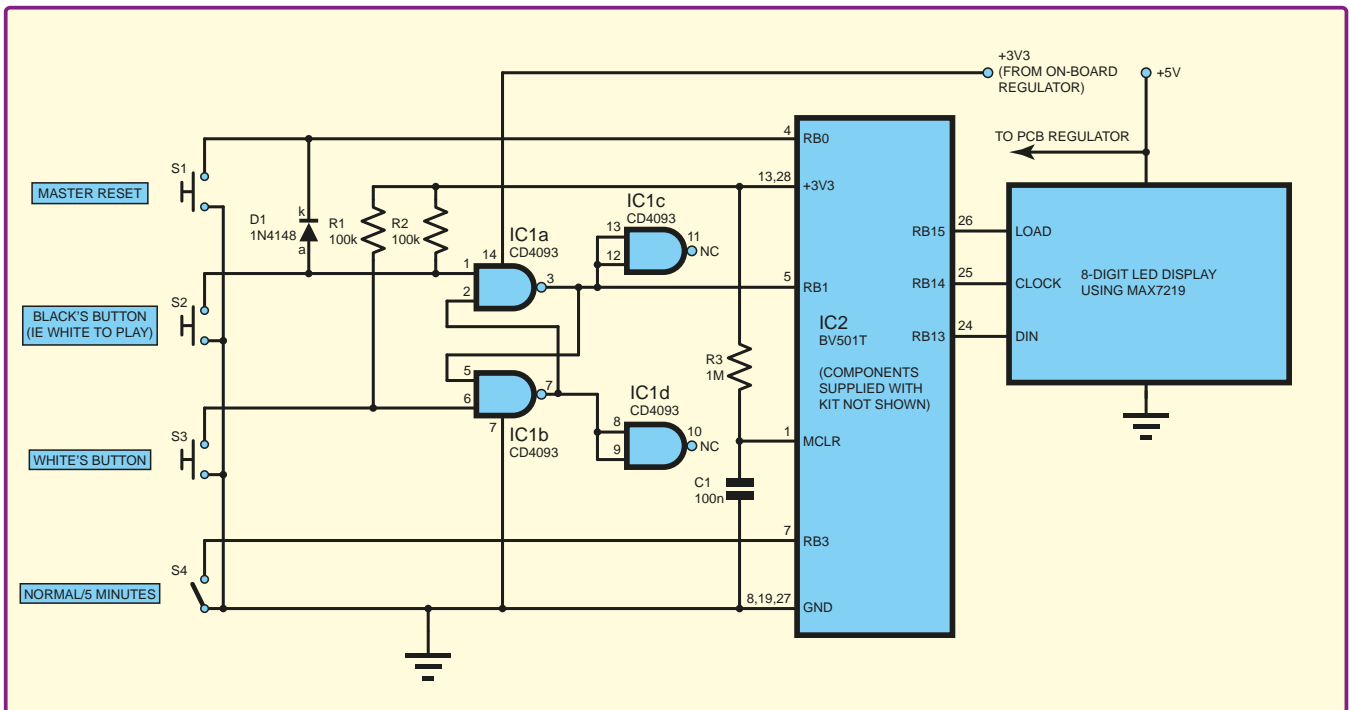 +3V3
(FROM ON-BOARD
REGULATOR)
+5V
TO PCB REGULATOR
S1
MASTER RESET
D1
1N4148
k
a
R1
100k
R2
100k
S2
BLACK'S BUTTON
(IE WHITE TO PLAY)
S3
WHITE'S BUTTON
S4
NORMAL/5 MINUTES
14
1
2
3
IC1a
CD4093
5
6
7
7
IC1b
CD4093
13
12
11
NC
IC1c
CD4093
8
9
10
NC
IC1d
CD4093
R3
1M
C1
100n
4
RB0
13,28
+3V3
5
RB1
1
MCLR
7
RB3
8,19,27
GND
IC2
BV501T
(COMPONENTS
SUPPLIED WITH
KIT NOT SHOWN)
RB15
26
LOAD
RB14
25
CLOCK
RB13
24
DIN
8-DIGIT LED DISPLAY
USING MAX7219